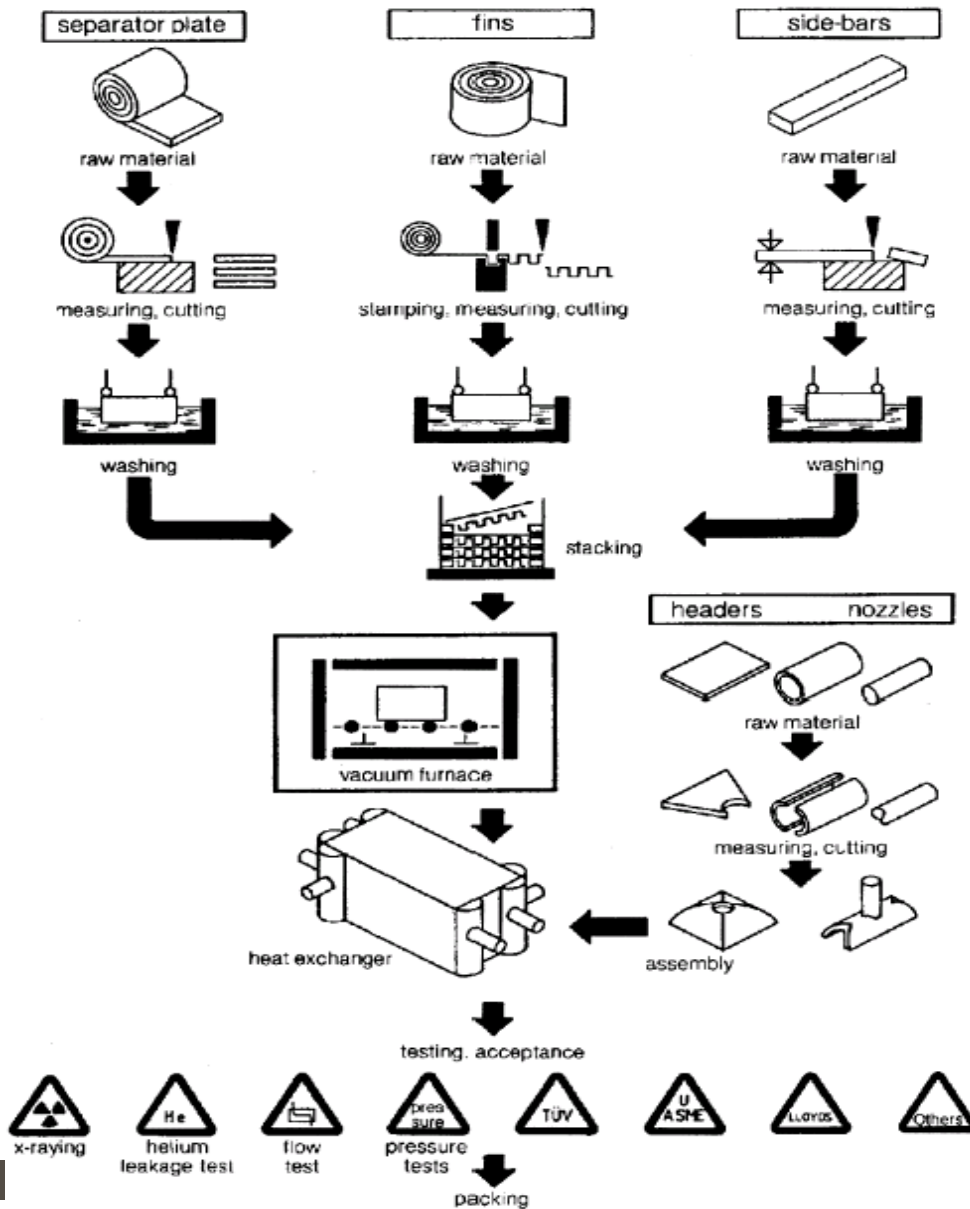 separator plate
fins
side-bars
raw material
raw material
raw material
measuring, cutting
stamping, measuring, cutting
measuring, cutting
washing
washing
washing
stacking
headers nozzles
raw material
vacuum furnace
measuring, cutting
heat exchanger
assembly
testing, acceptance
He
pres
sure
TÜV
U
ASME
LLOYDS
Others
x-raying
helium
leakage test
flow
test
pressure
tests
packing